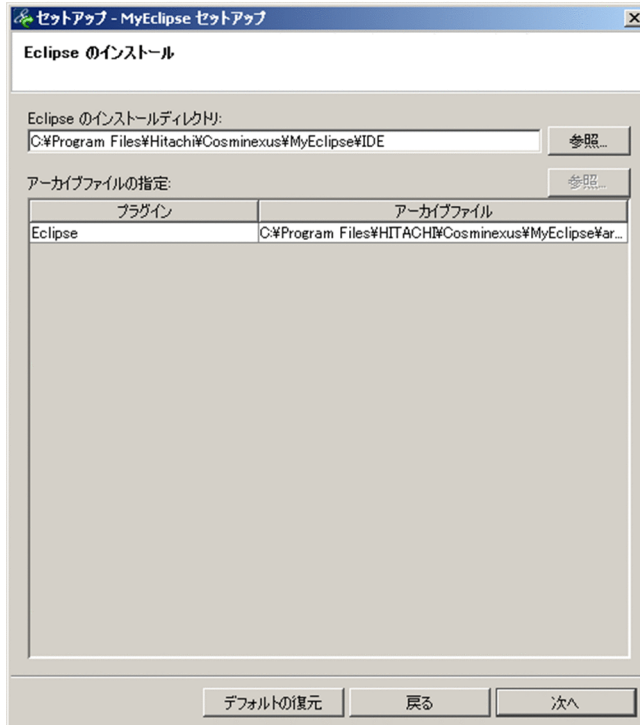 セットアップ - MyEclipse セットアップ
Eclipse のインストール
Eclipse のインストールディレクトリ:
C:¥Program Files¥Hitachi¥Cosminexus¥MyEclipse¥IDE
参照...
アーカイブファイルの指定:
参照...
プラグイン
アーカイブファイル
Eclipse
C:¥Program Files¥HITACHI¥Cosminexus¥MyEclipse¥ar...
デフォルトの復元
戻る
次へ